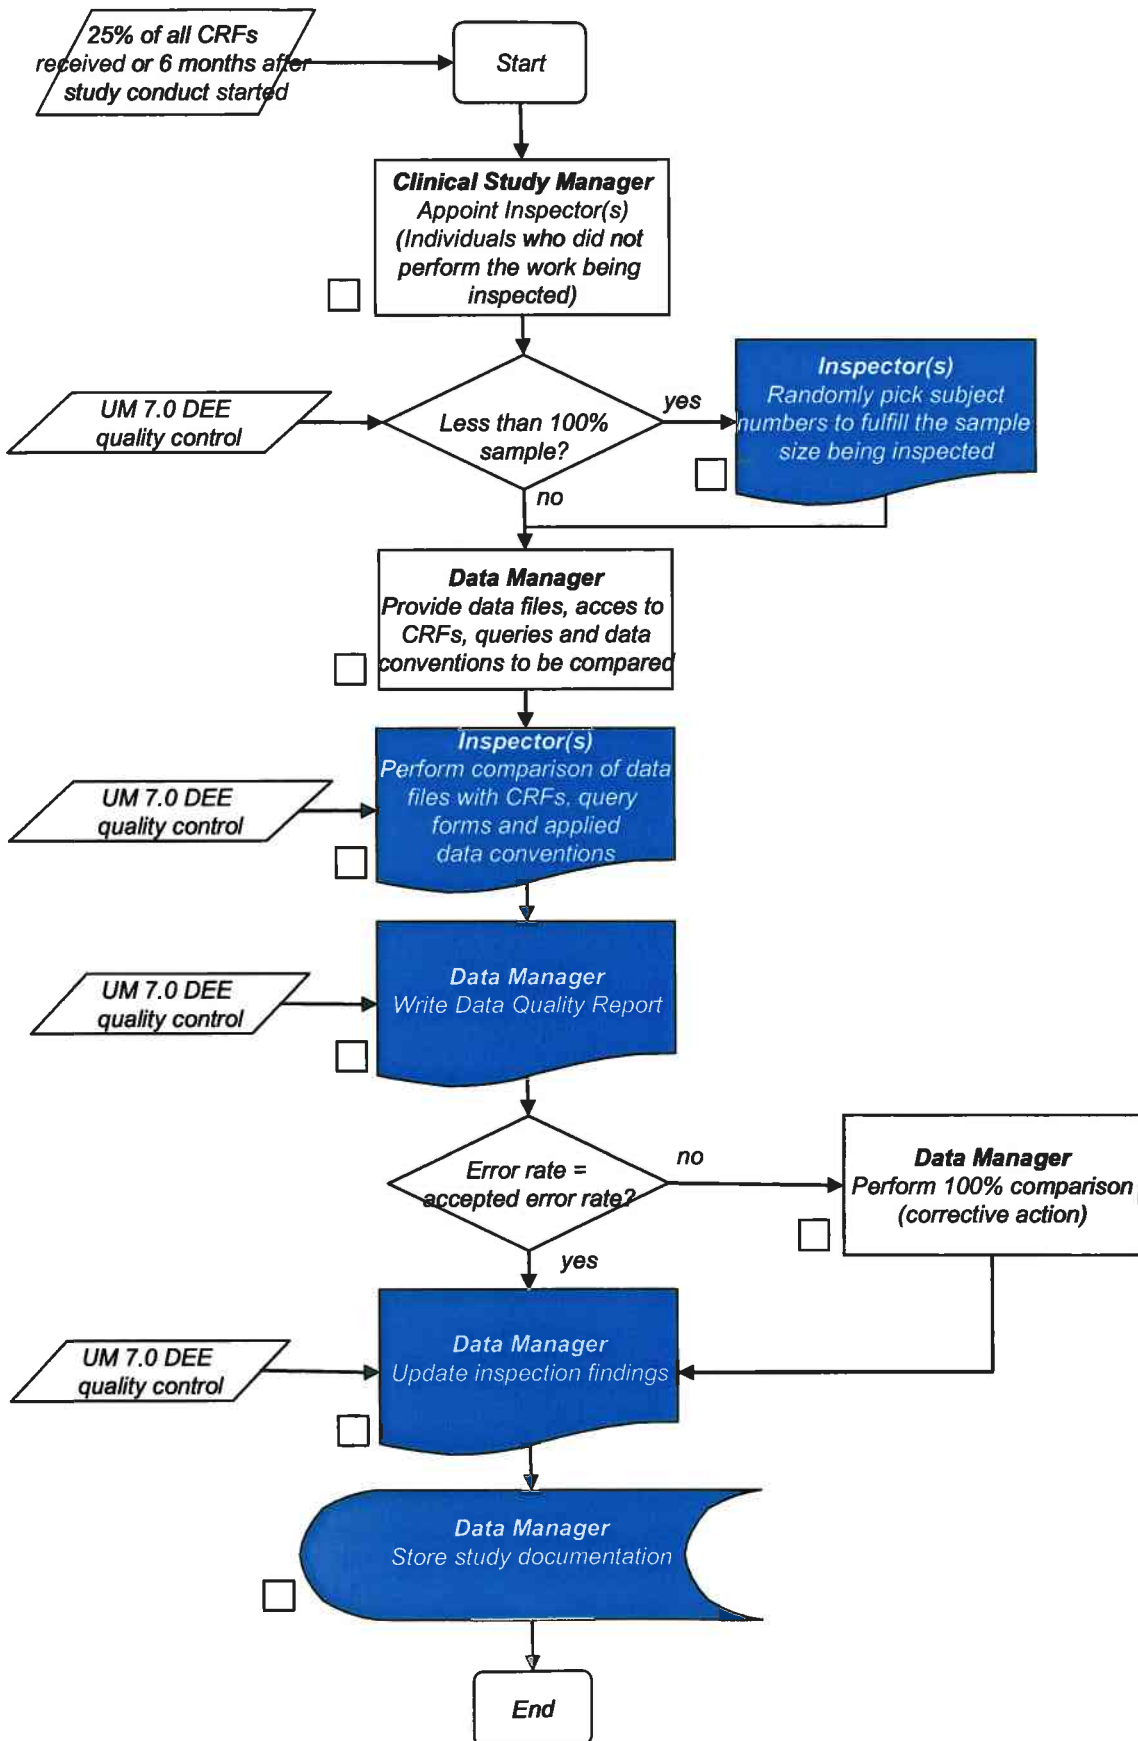 25% of all CRFs
received or 6 months after
study conduct started
Start
Clinical Study Manager
Appoint Inspector(s)
(Individuals who did not
perform the work being
inspected)
UM 7.0 DEE
quality control
Less than 100%
sample?
yes
Inspector(s)
Randomly pick subject
numbers to fulfill the sample
size being inspected
no
Data Manager
Provide data files, acces to
CRFs, queries and data
conventions to be compared
Inspector(s)
Perform comparison of data
files with CRFs, query
forms and applied
data conventions
UM 7.0 DEE
quality control
Data Manager
Write Data Quality Report
UM 7.0 DEE
quality control
Error rate =
accepted error rate?
no
Data Manager
Perform 100% comparison
(corrective action)
yes
Data Manager
Update inspection findings
UM 7.0 DEE
quality control
Data Manager
Store study documentation
End